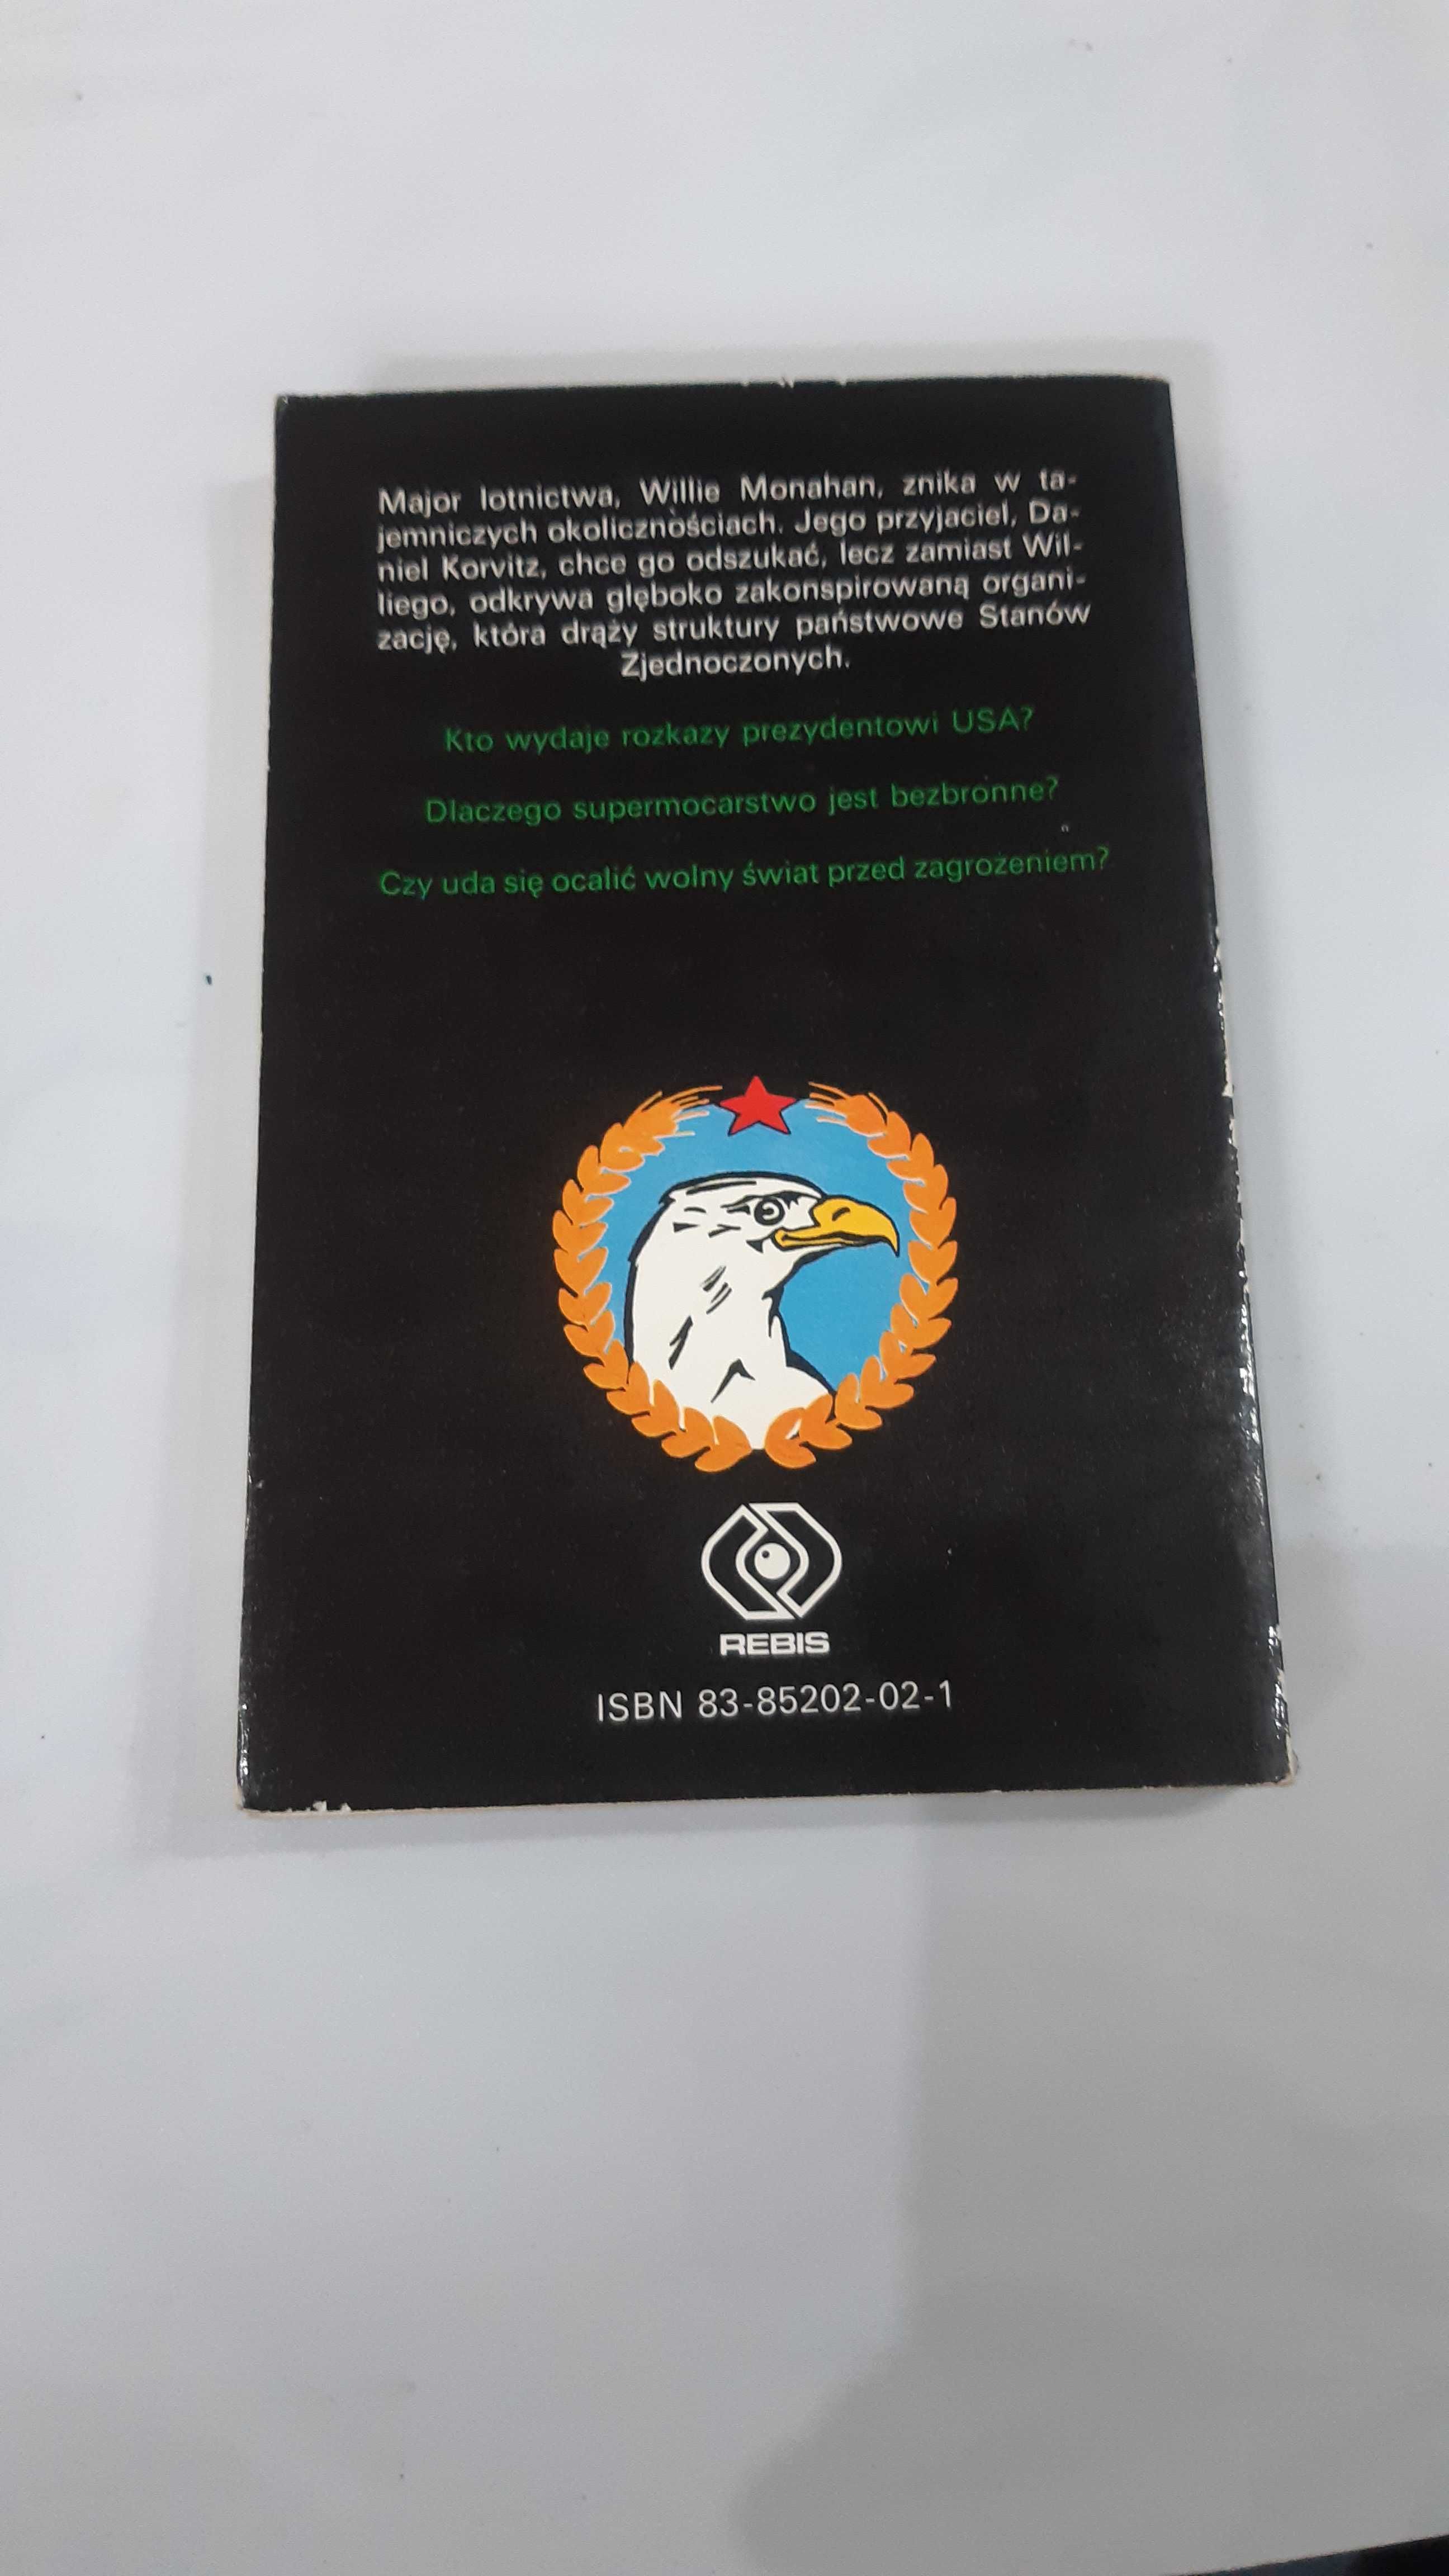 Major lotnictwa, Willie Monahan, znika w ta-
jemniczych okolicznościach. Jego przyjaciel, Da-
niel Korvitz, chce go odszukać, lecz zamiast Wil-
liego, odkrywa głęboko zakonspirowaną organi-
zację, która drąży struktury państwowe Stanów
Zjednoczonych.
Kto wydaje rozkazy prezydentowi USA?
Dlaczego supermocarstwo jest bezbronne?
Czy uda się ocalić wolny świat przed zagrożeniem?
REBIS
ISBN 83-85202-02-1